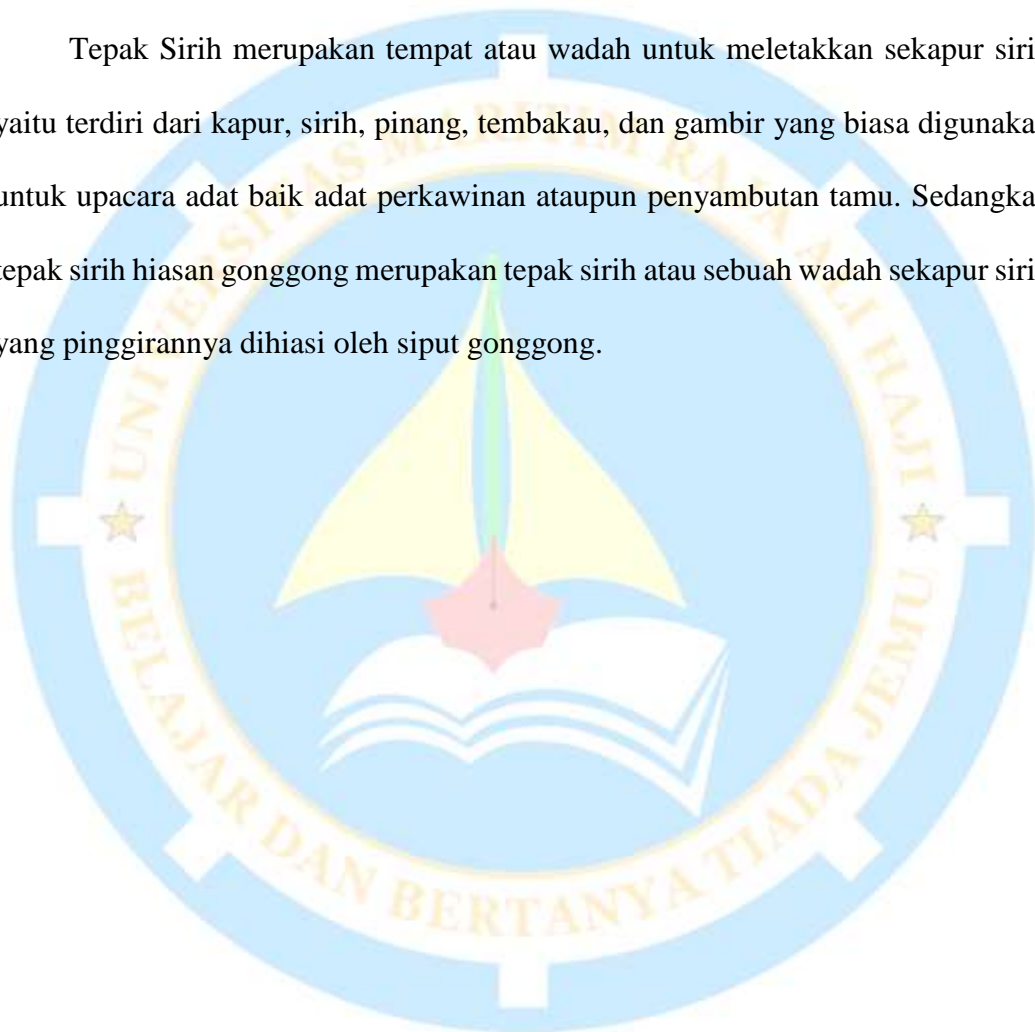 Tepak Sirih merupakan tempat atau wadah untuk meletakkan sekapur siri
yaitu terdiri dari kapur, sirih, pinang, tembakau, dan gambir yang biasa digunaka
untuk upacara adat baik adat perkawinan ataupun penyambutan tamu. Sedangka
tepak sirih hiasan gonggong merupakan tepak sirih atau sebuah wadah sekapur siri
yang pinggirannya dihiasi oleh siput gonggong.
UNIVERSITAS MARITIM RAJA ALI HAJI
BELAJAR DAN BERTANYA TIADA JEMU